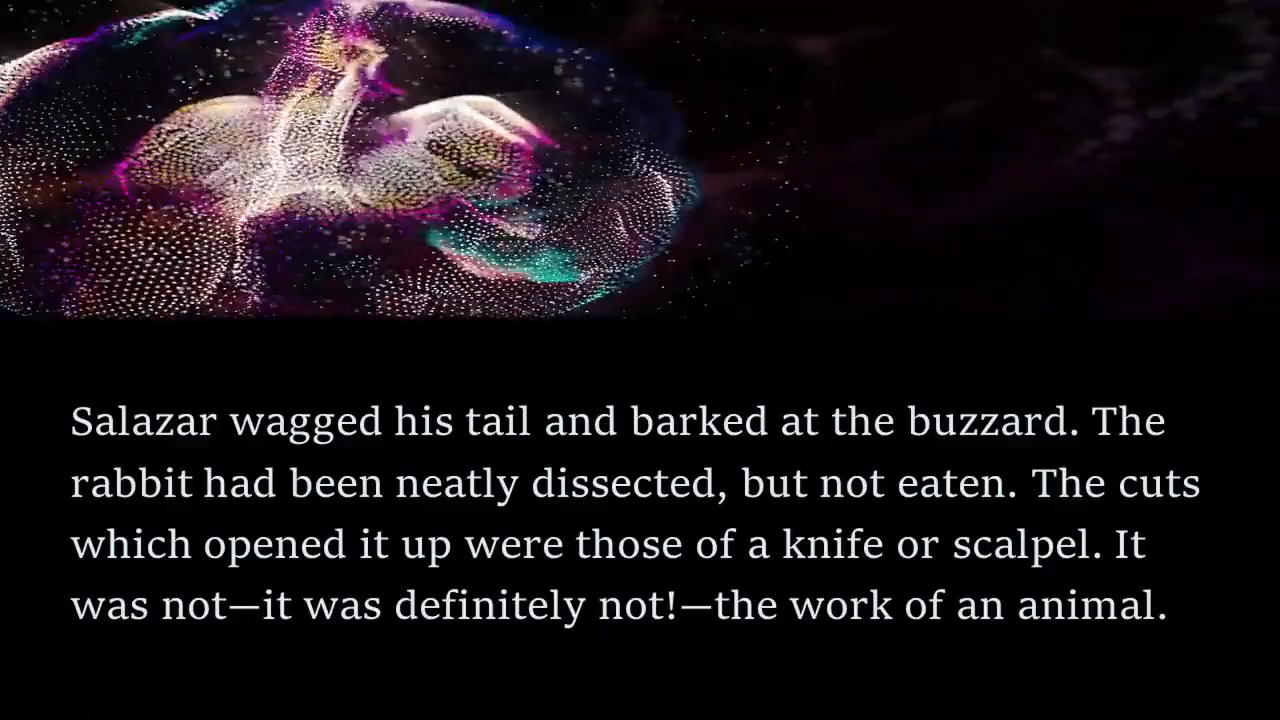 Salazar wagged his tail and barked at the buzzard. The
rabbit had been neatly dissected, but not eaten. The cuts
which opened it up were those of a knife or scalpel. It
was not—it was definitely not!—the work of an animal.